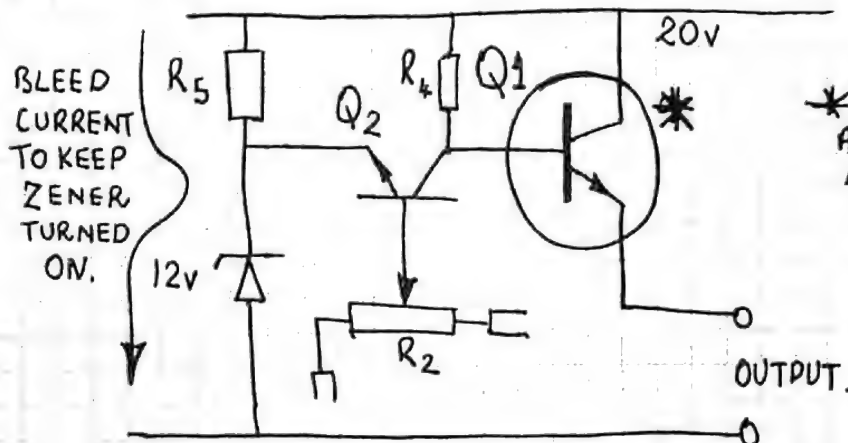 BLEED
CURRENT
TO KEEP
ZENER
TURNED
ON.
R5
Q2
R4
Q1
20v
12v
R2
OUTPUT.